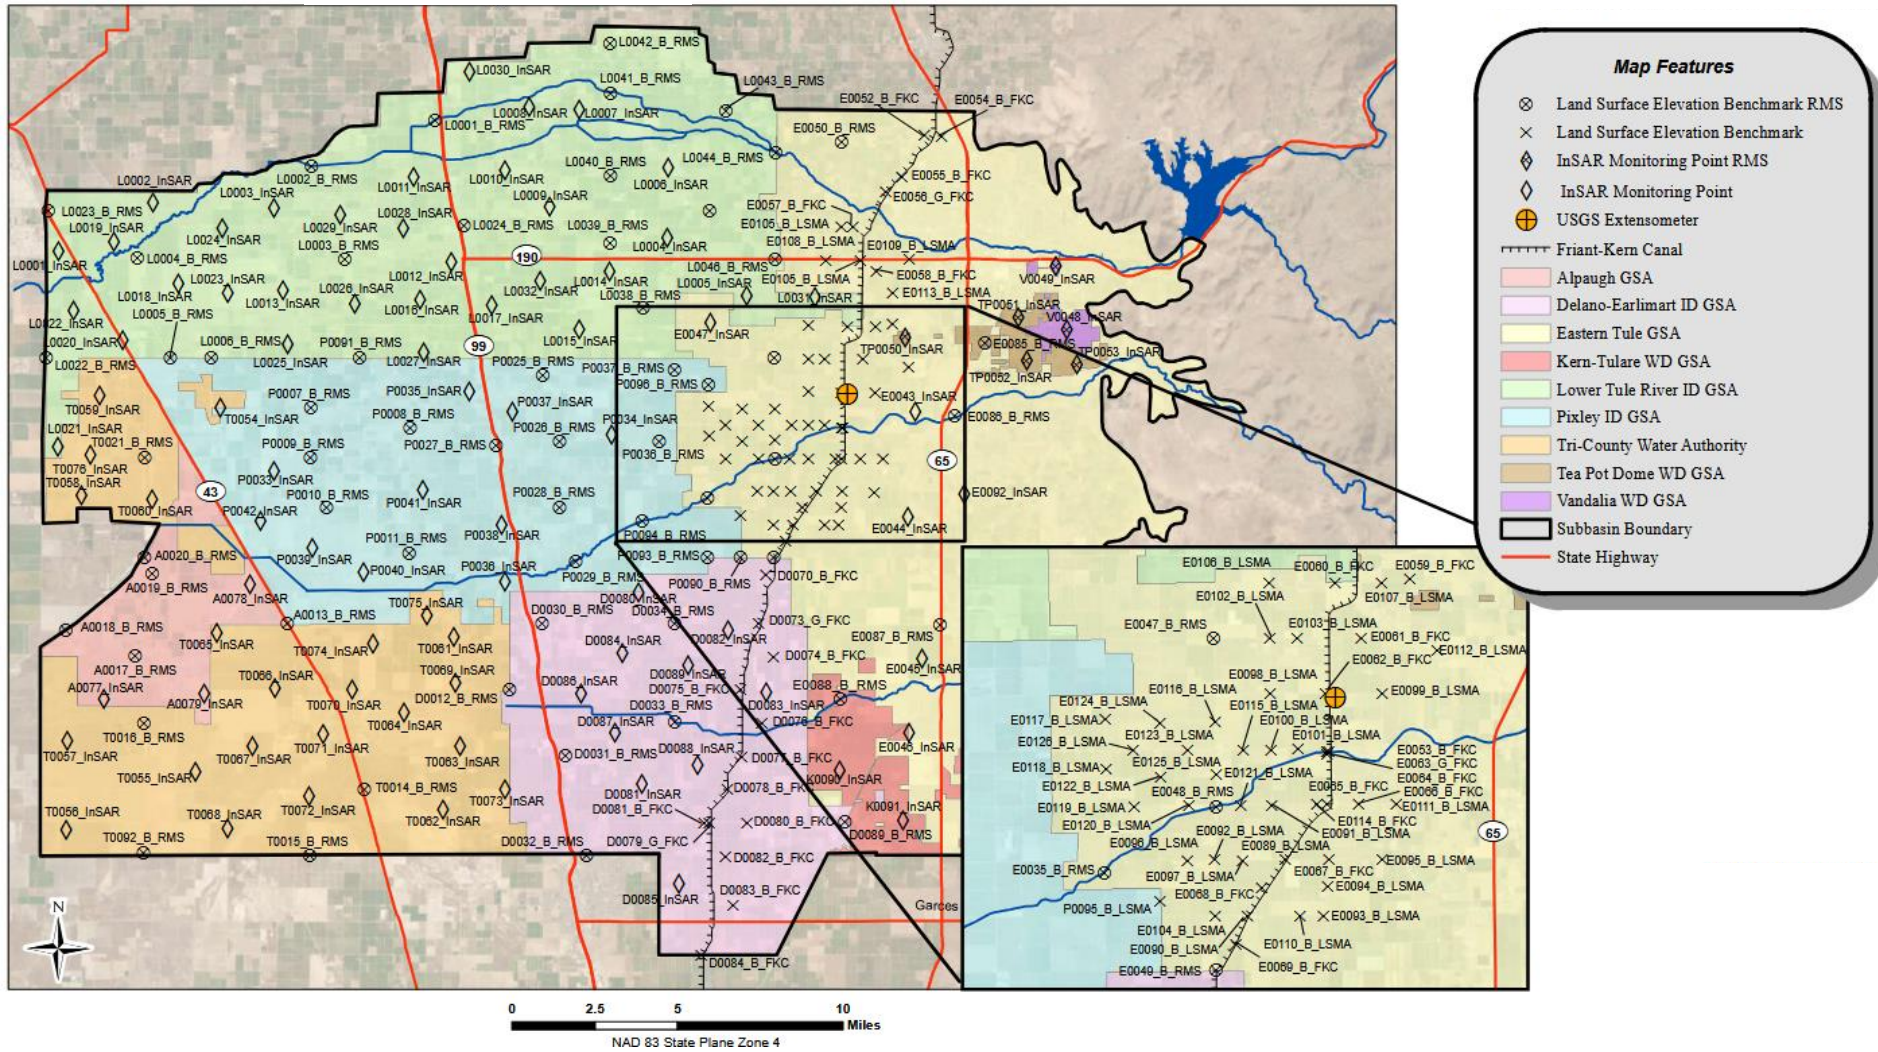 L0042_B_RMS
L0030_InSAR
L0041_B_RMS
L0043_B_RMS
E0052_B_FKC
E0054_B_FKC
L0008_InSAR
L0007_InSAR
L0001_B_RMS
E0050_B_RMS
L0002_InSAR
L0002_B_RMS
L0003_InSAR
L0011_InSAR
L0010_InSAR
L0040_B_RMS
L0044_B_RMS
L0006_InSAR
E0055_B_FKC
E0056_G_FKC
L0009_InSAR
E0057_B_FKC
L0023_B_RMS
L0019_InSAR
L0024_InSAR
L0029_InSAR
L0028_InSAR
L0024_B_RMS
L0039_B_RMS
E0105_B_LSMA
L0003_B_RMS
L0004_InSAR
E0108_B_LSMA
E0109_B_LSMA
L0001_InSAR
L0004_B_RMS
190
L0046_B_RMS
E0058_B_FKC
V0049_InSAR
L0023_InSAR
L0012_InSAR
L0014_InSAR
L0005_InSAR
E0105_B_LSMA
L0018_InSAR
L0013_InSAR
L0026_InSAR
L0016_InSAR
L0032_InSAR
L0038_B_RMS
L0031_InSAR
E0113_B_LSMA
TP0051_InSAR
L0005_B_RMS
L0017_InSAR
V0048_InSAR
L0022_InSAR
E0047_InSAR
L0020_InSAR
L0006_B_RMS
P0091_B_RMS
99
L0015_InSAR
TP0050_InSAR
E0085_B_RMS
TP0053_InSAR
L0022_B_RMS
L0025_InSAR
L0027_InSAR
P0025_B_RMS
P0037_B_RMS
TP0052_InSAR
P0096_B_RMS
P0007_B_RMS
P0035_InSAR
T0059_InSAR
T0054_InSAR
P0008_B_RMS
P0037_InSAR
P0034_InSAR
E0043_InSAR
E0086_B_RMS
L0021_InSAR
T0021_B_RMS
P0009_B_RMS
P0027_B_RMS
P0026_B_RMS
P0036_B_RMS
65
T0076_InSAR
T0058_InSAR
P0033_InSAR
43
P0010_B_RMS
P0041_InSAR
P0028_B_RMS
E0092_InSAR
T0060_InSAR
P0042_InSAR
P0038_InSAR
P0094_B_RMS
E0044_InSAR
A0020_B_RMS
P0039_InSAR
P0011_B_RMS
P0093_B_RMS
A0019_B_RMS
A0078_InSAR
P0040_InSAR
P0036_InSAR
P0029_B_RMS
P0090_B_RMS
D0070_B_FKC
T0075_InSAR
D0080_InSAR
A0018_B_RMS
A0013_B_RMS
D0030_B_RMS
D0034_B_RMS
D0073_G_FKC
T0065_InSAR
T0074_InSAR
T0061_InSAR
D0084_InSAR
D0082_InSAR
E0087_B_RMS
A0017_B_RMS
T0066_InSAR
T0069_InSAR
D0089_InSAR
D0074_B_FKC
E0045_InSAR
A0077_InSAR
A0079_InSAR
T0070_InSAR
D0012_B_RMS
D0086_InSAR
D0075_B_FKC
E0088_B_RMS
D0083_InSAR
T0016_B_RMS
T0064_InSAR
D0033_B_RMS
D0087_InSAR
D0076_B_FKC
T0057_InSAR
T0067_InSAR
T0071_InSAR
T0063_InSAR
D0031_B_RMS
D0088_InSAR
D0077_B_FKC
E0046_InSAR
T0055_InSAR
K0090_InSAR
T0014_B_RMS
T0073_InSAR
D0081_InSAR
D0078_B_FKC
T0056_InSAR
T0068_InSAR
T0072_InSAR
T0062_InSAR
D0081_B_FKC
D0080_B_FKC
K0091_InSAR
T0092_B_RMS
T0015_B_RMS
D0032_B_RMS
D0079_G_FKC
D0089_B_RMS
D0082_B_FKC
D0085_InSAR
D0083_B_FKC
Garces
D0084_B_FKC
N
E0106_B_LSMA
E0060_B_FKC
E0059_B_FKC
E0102_B_LSMA
E0107_B_LSMA
E0047_B_RMS
E0103_B_LSMA
E0061_B_FKC
E0112_B_LSMA
E0062_B_FKC
E0098_B_LSMA
E0116_B_LSMA
E0099_B_LSMA
E0124_B_LSMA
E0115_B_LSMA
E0117_B_LSMA
E0100_B_LSMA
E0123_B_LSMA
E0101_B_LSMA
E0126_B_LSMA
E0053_B_FKC
E0125_B_LSMA
E0063_G_FKC
E0118_B_LSMA
E0121_B_LSMA
E0064_B_FKC
E0122_B_LSMA
E0048_B_RMS
E0065_B_FKC
E0066_B_FKC
E0119_B_LSMA
E0111_B_LSMA
E0120_B_LSMA
E0114_B_FKC
E0092_B_LSMA
E0091_B_LSMA
65
E0096_B_LSMA
E0089_B_LSMA
E0095_B_LSMA
E0035_B_RMS
E0097_B_LSMA
E0067_B_FKC
E0068_B_FKC
E0094_B_LSMA
P0095_B_LSMA
E0093_B_LSMA
E0104_B_LSMA
E0090_B_LSMA
E0110_B_LSMA
E0049_B_RMS
E0069_B_FKC
Map Features
Land Surface Elevation Benchmark RMS
Land Surface Elevation Benchmark
InSAR Monitoring Point RMS
InSAR Monitoring Point
USGS Extensometer
Friant-Kern Canal
Alpaugh GSA
Delano-Earlimart ID GSA
Eastern Tule GSA
Kern-Tulare WD GSA
Lower Tule River ID GSA
Pixley ID GSA
Tri-County Water Authority
Tea Pot Dome WD GSA
Vandalia WD GSA
Subbasin Boundary
State Highway
0 2.5 5 10
Miles
NAD 83 State Plane Zone 4